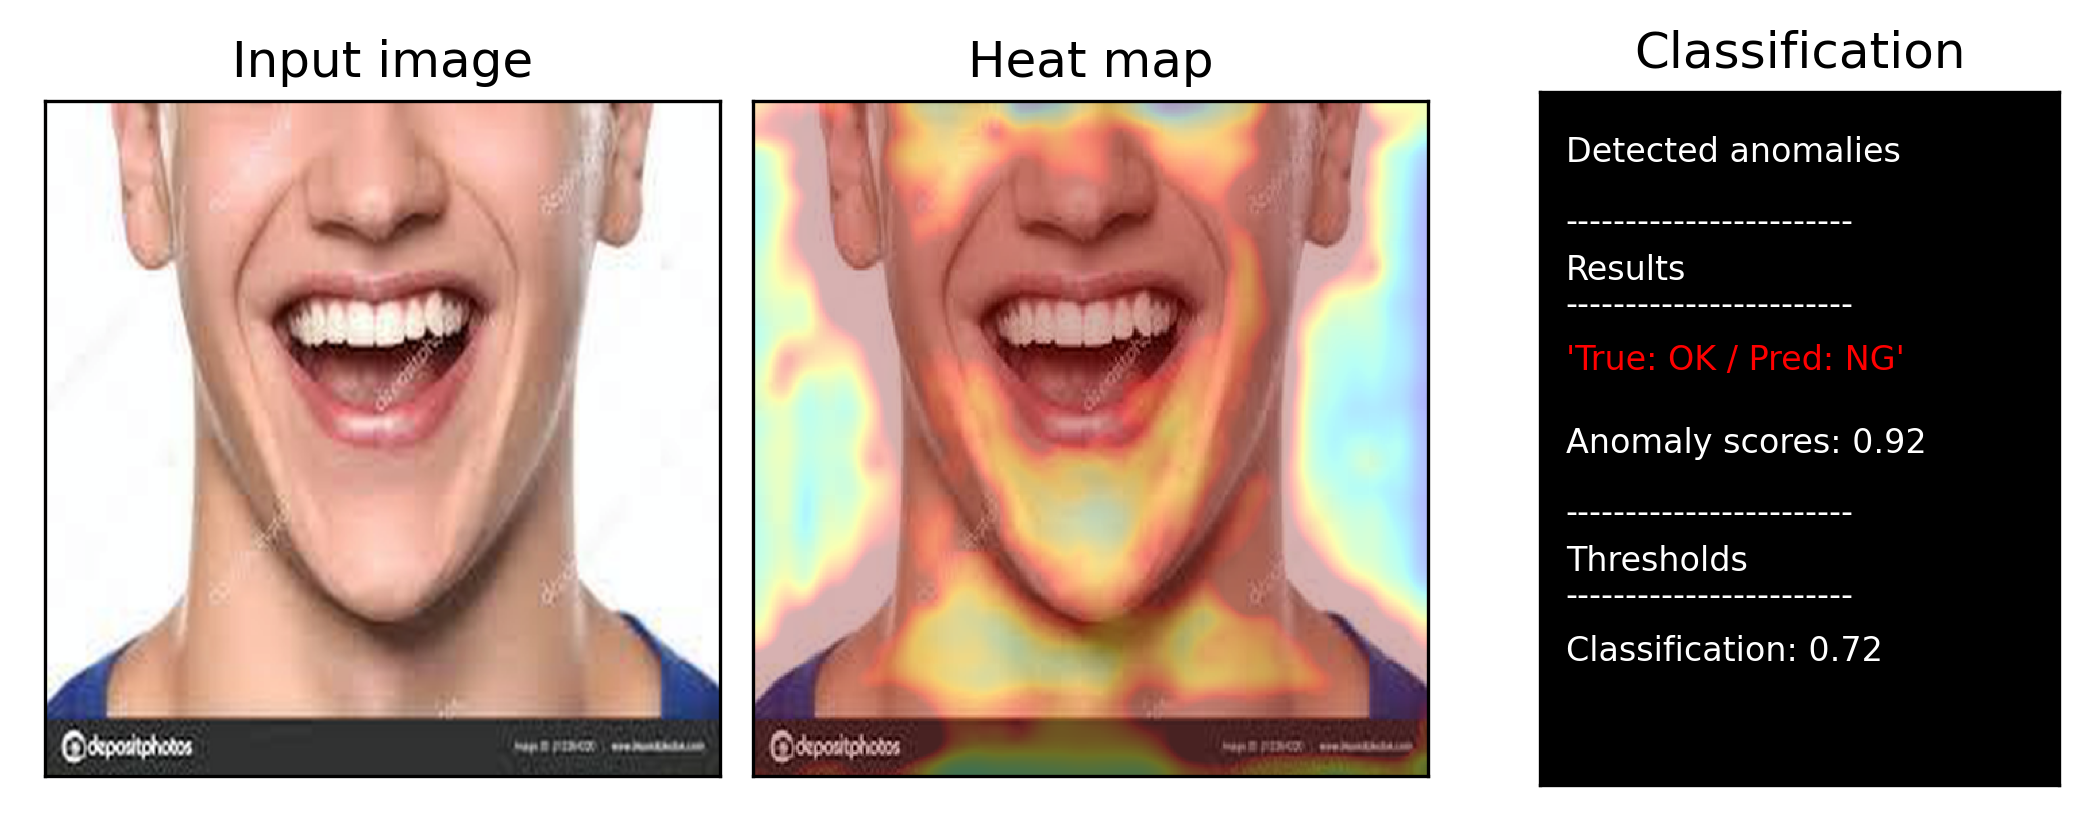 Input image
Heat map
Classification
depositphotos
depositphotos
Detected anomalies
------------------------
Results
------------------------
'True: OK / Pred: NG'
Anomaly scores: 0.92
------------------------
Thresholds
------------------------
Classification: 0.72